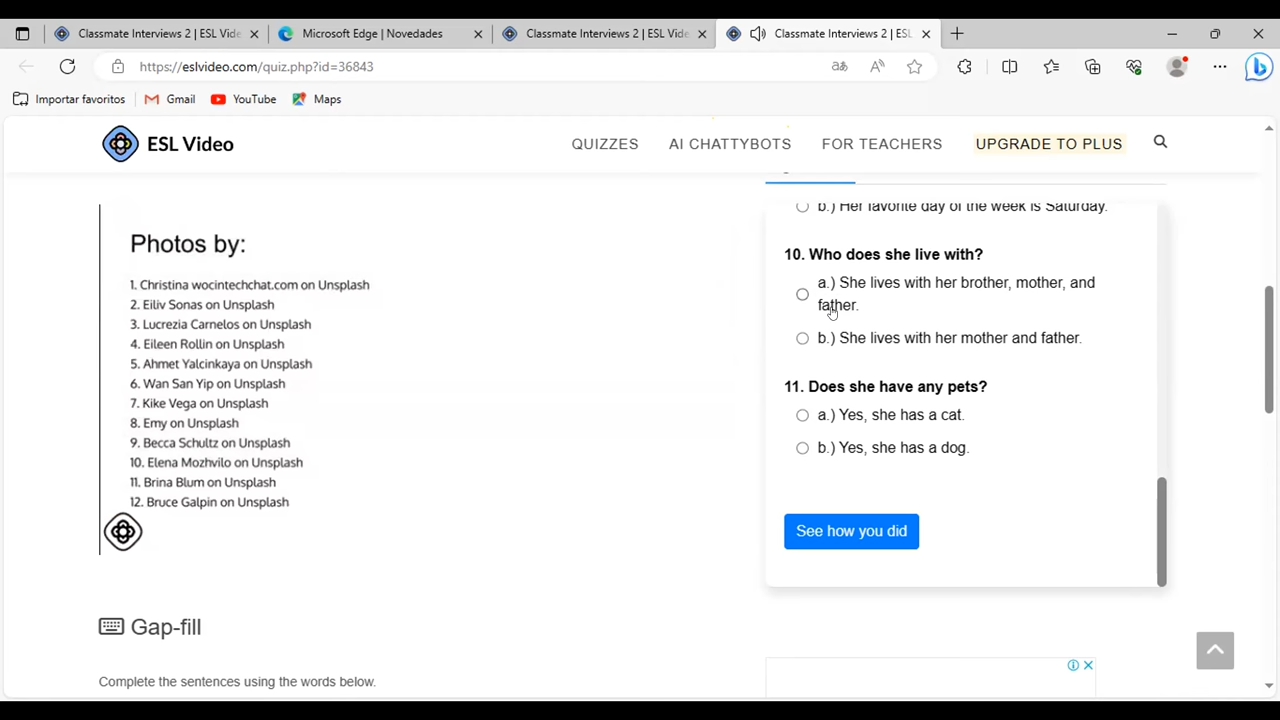 Classmate Interviews 2 | ESL Vide
Microsoft Edge | Novedades
Classmate Interviews 2 | ESL Vide
Classmate Interviews 2 | ESL
https://eslvideo.com/quiz.php?id=36843
Importar favoritos
Gmail
YouTube
Maps
ESL Video
QUIZZES
AI CHATTYBOTS
FOR TEACHERS
UPGRADE TO PLUS
Photos by:
1. Christina wocintechchat.com on Unsplash
2. Eiliv Sonas on Unsplash
3. Lucrezia Carnelos on Unsplash
4. Eileen Rollin on Unsplash
5. Ahmet Yalcinkaya on Unsplash
6. Wan San Yip on Unsplash
7. Kike Vega on Unsplash
8. Emy on Unsplash
9. Becca Schultz on Unsplash
10. Elena Mozhvilo on Unsplash
11. Brina Blum on Unsplash
12. Bruce Galpin on Unsplash
b.) Her favorite day of the week is Saturday.
10. Who does she live with?
a.) She lives with her brother, mother, and
father.
b.) She lives with her mother and father.
11. Does she have any pets?
a.) Yes, she has a cat.
b.) Yes, she has a dog.
See how you did
Gap-fill
Complete the sentences using the words below.